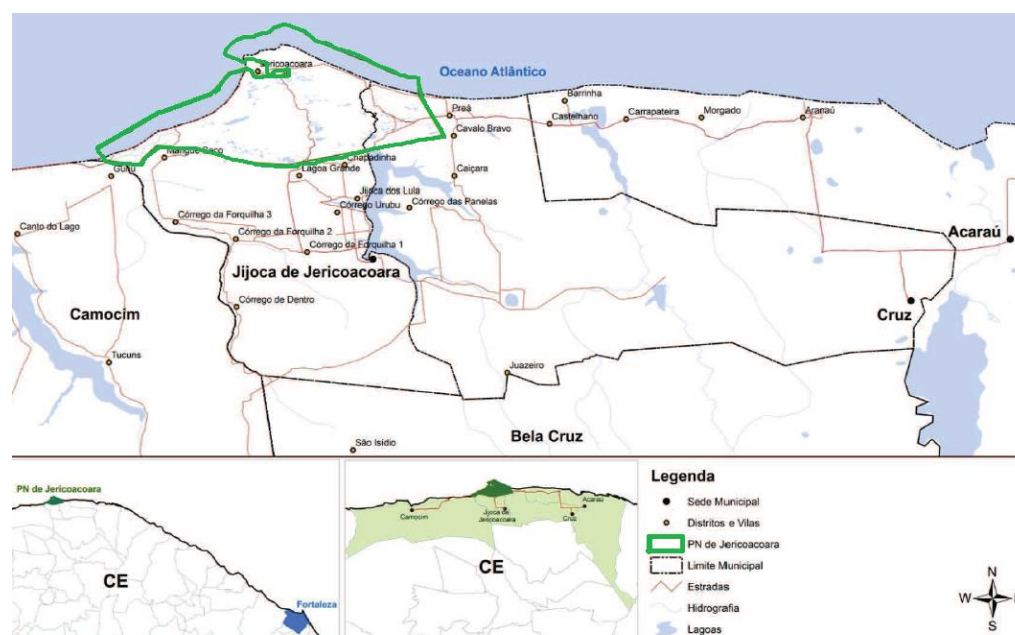 Jericoacoara
Oceano Atlântico
Barrinha
Preá
Castelhano
Carrapateira
Morgado
Aranaú
Cavalo Bravo
Mangue Seco
Guriú
Chapadinha
Lagoa Grande
Caiçara
Jijoca dos Lula
Córrego Urubu
Córrego das Panelas
Córrego da Forquilha 3
Canto do Lago
Córrego da Forquilha 2
Córrego da Forquilha 1
Acaraú
Jijoca de Jericoacoara
Córrego de Dentro
Cruz
Camocim
Tucuns
Juazeiro
Bela Cruz
São Isídio
PN de Jericoacoara
CE
Fortaleza
Camocim
Jijoca de
Jericoacoara
Acaraú
Cruz
CE
Legenda
Sede Municipal
Distritos e Vilas
PN de Jericoacoara
Limite Municipal
Estradas
Hidrografia
Lagoas
N
W
E
S